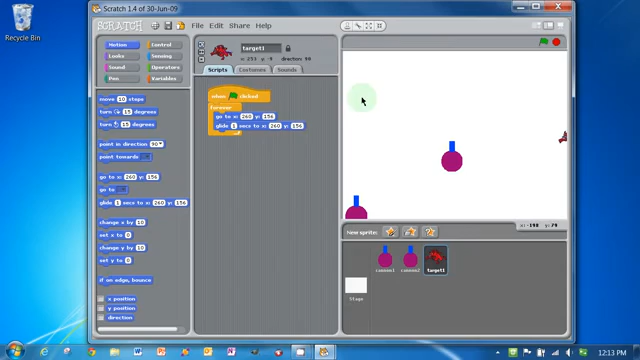 Scratch 1.4 of 30-Jun-09
Recycle Bin
SCRATCH
File Edit Share Help
Motion
Control
Looks
Sensing
Sound
Operators
Pen
Variables
target1
x: 253 y: -9 direction: 90
Scripts
Costumes
Sounds
when clicked
forever
go to x: 260 y: 156
glide 1 secs to x: 260 y: 156
move 10 steps
turn 15 degrees
turn 15 degrees
point in direction 90
point towards
go to x: 260 y: 156
go to
glide 1 secs to x: 260 y: 156
change x by 10
set x to 0
change y by 10
set y to 0
if on edge, bounce
x position
y position
direction
x: -198 y: 79
New sprite:
cannon1
cannon2
target1
Stage
12:13 PM